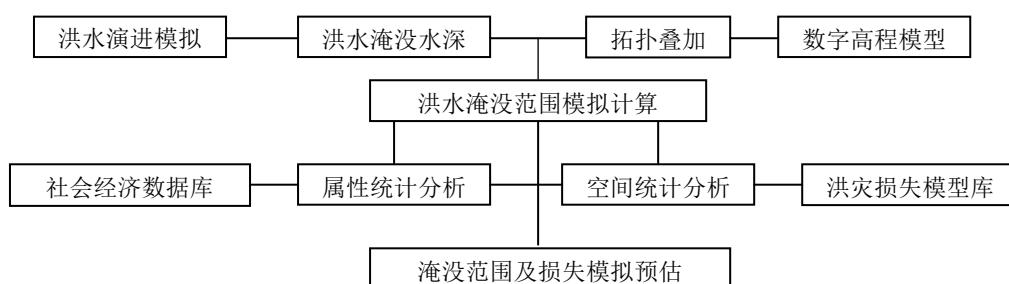 洪水演进模拟
洪水淹没水深
拓扑叠加
数字高程模型
洪水淹没范围模拟计算
社会经济数据库
属性统计分析
空间统计分析
洪灾损失模型库
淹没范围及损失模拟预估